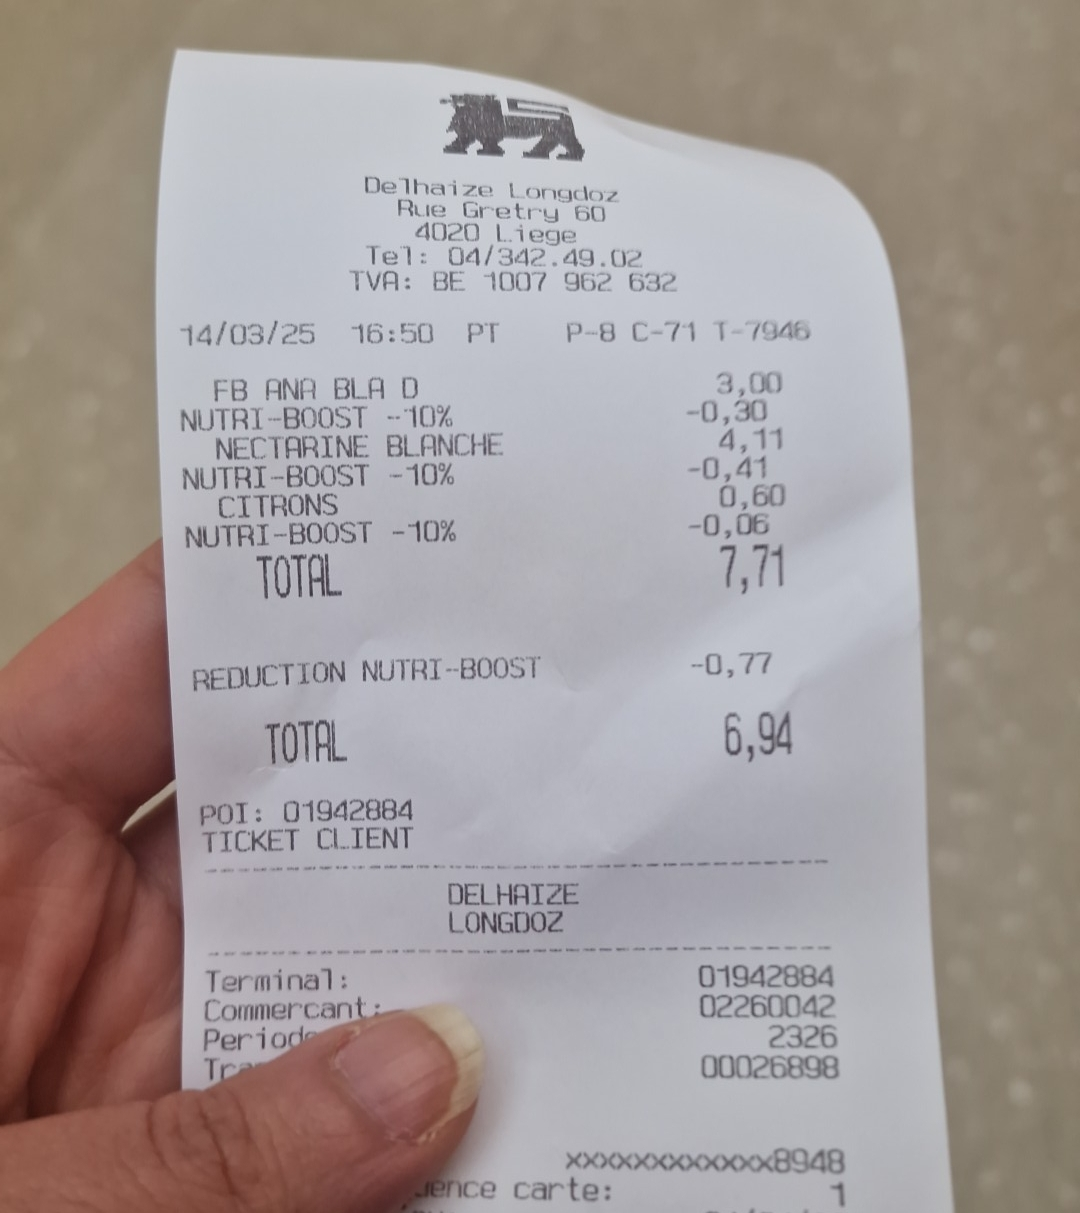 Delhaize Longdoz
Rue Gretry 60
4020 Liege
Tel: 04/342.49.02
TVA: BE 1007 962 632
14/03/25 16:50 PT P-8 C-71 T-7946
FB ANA BLA D 3,00
NUTRI-BOOST -10% -0,30
NECTARINE BLANCHE 4,11
NUTRI-BOOST -10% -0,41
CITRONS 0,60
NUTRI-BOOST -10% -0,06
TOTAL 7,71
REDUCTION NUTRI-BOOST -0,77
TOTAL 6,94
POI: 01942884
TICKET CLIENT
DELHAIZE
LONGDOZ
Terminal: 01942884
Commercant: 02260042
2326
00026898
xxxxxxxxxxxxx8948
carte: 1